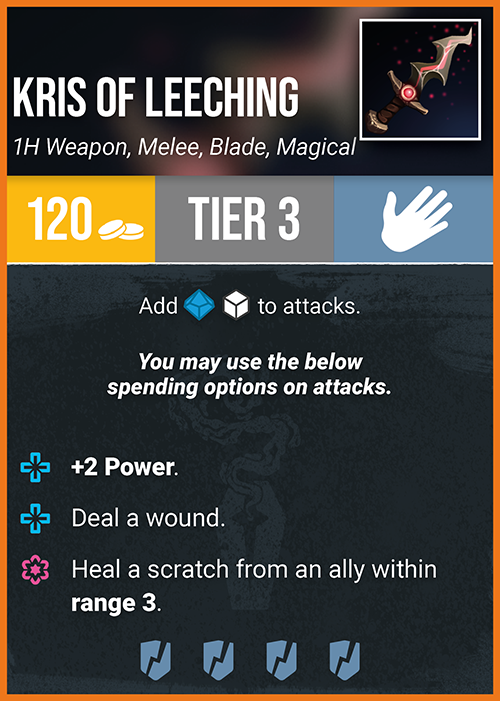 KRIS OF LEECHING
1H Weapon, Melee, Blade, Magical
120
TIER 3
Add to attacks.
You may use the below
spending options on attacks.
+2 Power.
Deal a wound.
Heal a scratch from an ally within
range 3.